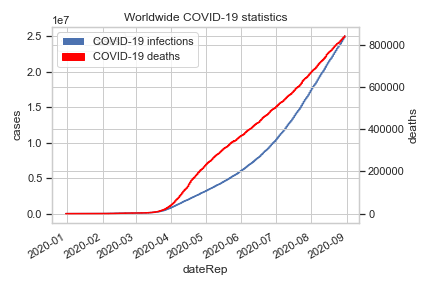 Worldwide COVID-19 statistics
1e7
COVID-19 infections
COVID-19 deaths
2.5
2.0
1.5
1.0
0.5
0.0
cases
800000
600000
400000
200000
0
deaths
2020-01
2020-02
2020-03
2020-04
2020-05
2020-06
2020-07
2020-08
2020-09
dateRep